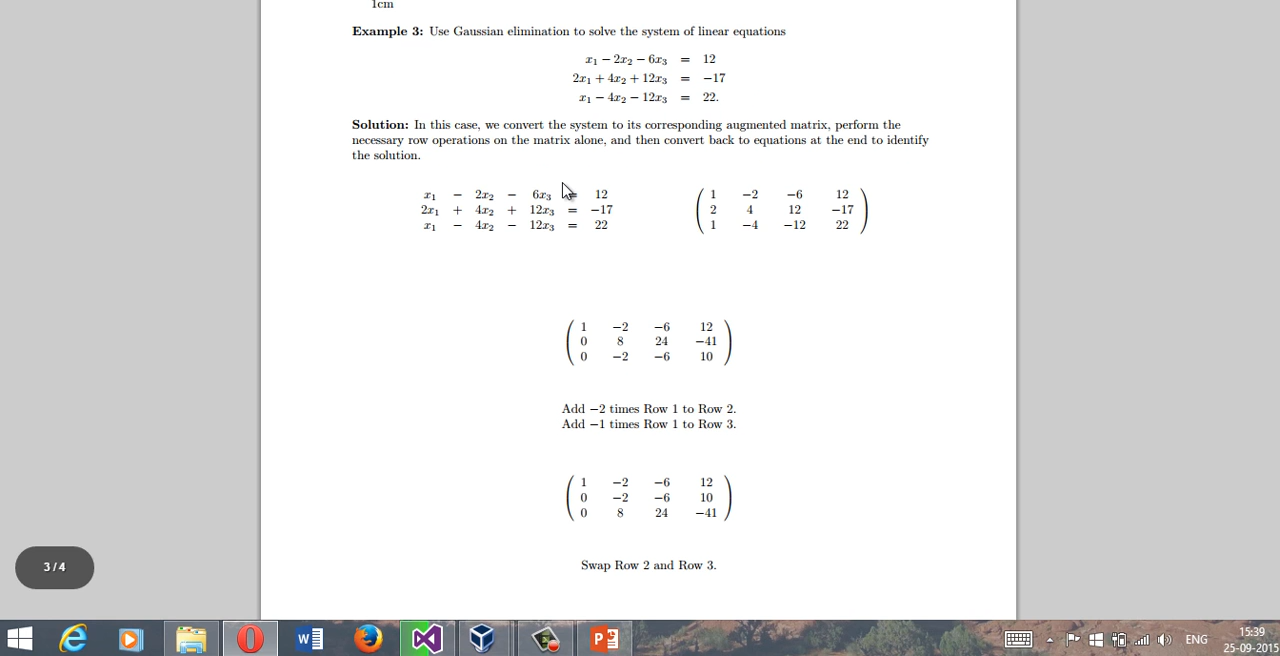 1cm
Example 3: Use Gaussian elimination to solve the system of linear equations
x₁ − 2x₂ − 6x₃ = 12
2x₁ + 4x₂ + 12x₃ = −17
x₁ − 4x₂ − 12x₃ = 22.
Solution: In this case, we convert the system to its corresponding augmented matrix, perform the
necessary row operations on the matrix alone, and then convert back to equations at the end to identify
the solution.
x₁ − 2x₂ − 6x₃ = 12 1 −2 −6 12
2x₁ + 4x₂ + 12x₃ = −17 2 4 12 −17
x₁ − 4x₂ − 12x₃ = 22 1 −4 −12 22
1 −2 −6 12
0 8 24 −41
0 −2 −6 10
Add −2 times Row 1 to Row 2.
Add −1 times Row 1 to Row 3.
1 −2 −6 12
0 −2 −6 10
0 8 24 −41
Swap Row 2 and Row 3.
3 / 4
ENG
15:39
25-09-2015